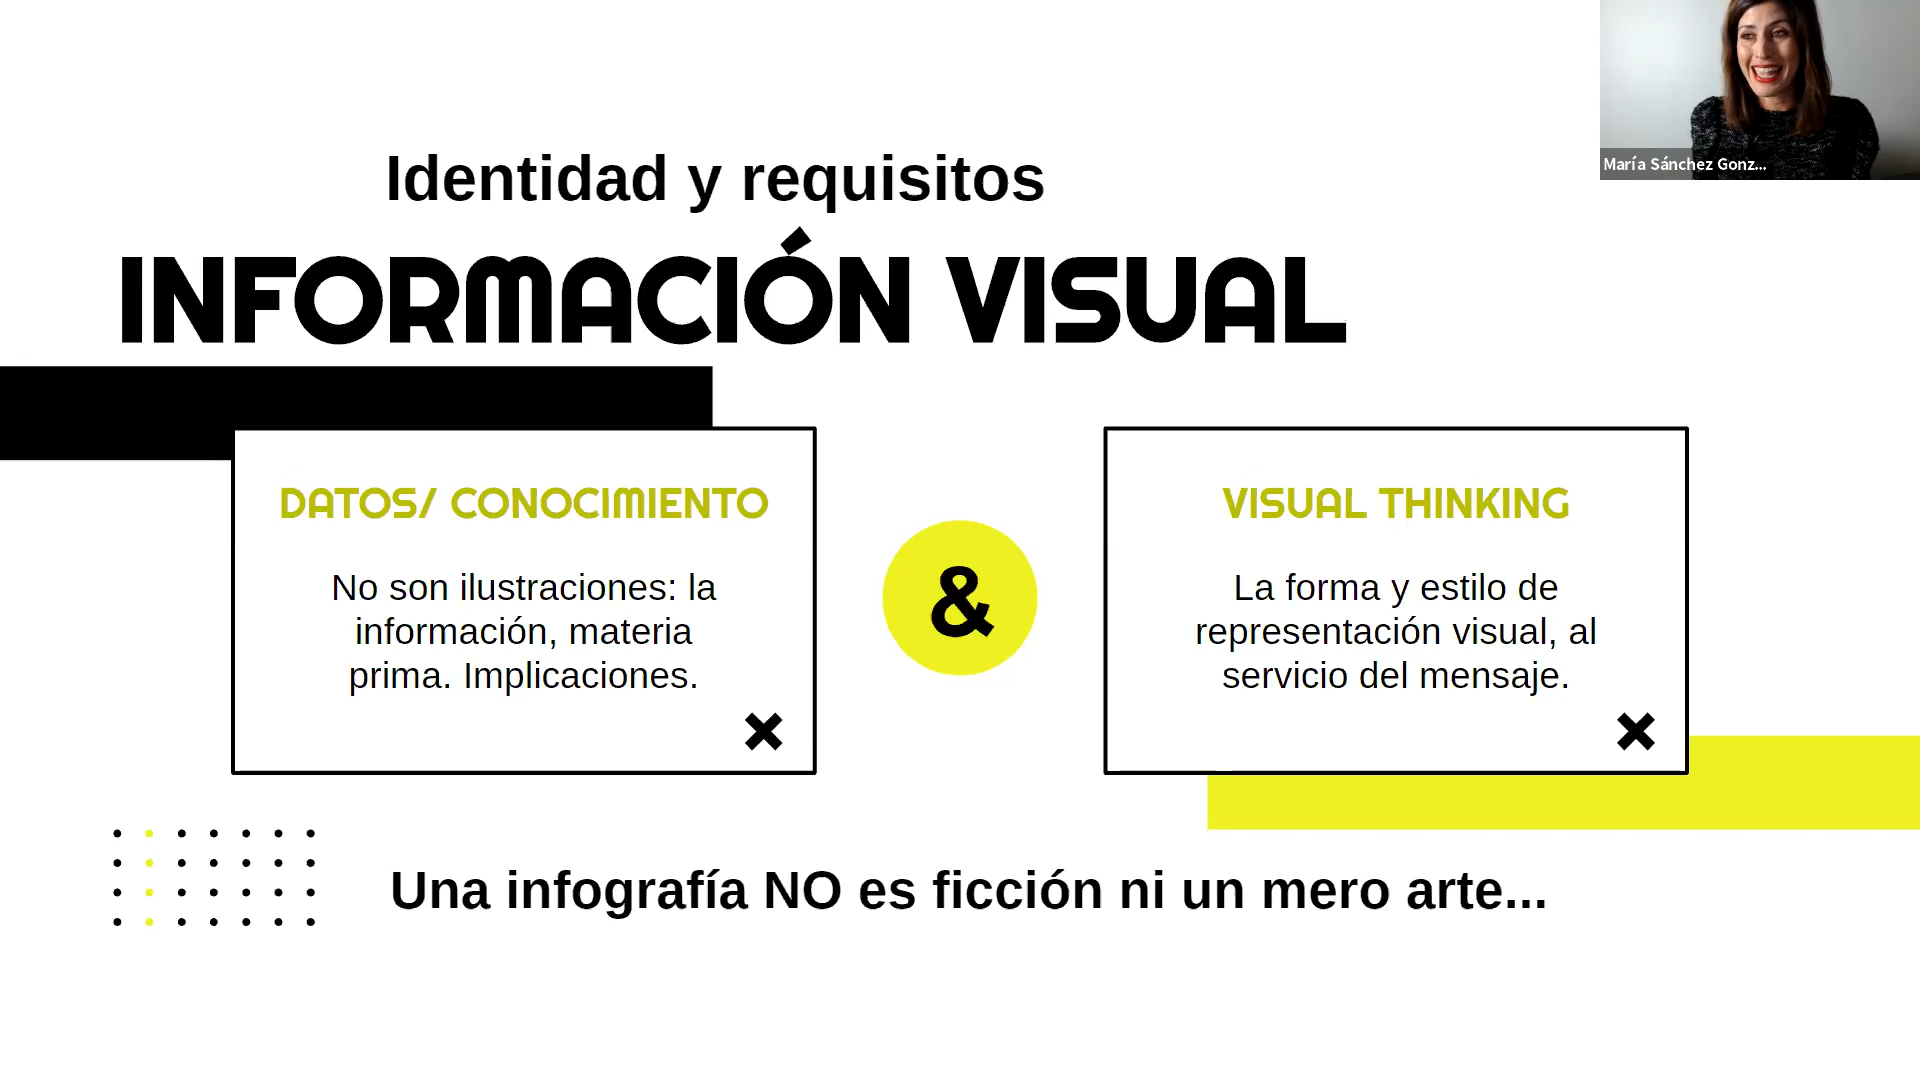 Identidad y requisitos
INFORMACIÓN VISUAL
DATOS/ CONOCIMIENTO
No son ilustraciones: la
información, materia
prima. Implicaciones.
&
VISUAL THINKING
La forma y estilo de
representación visual, al
servicio del mensaje.
Una infografía NO es ficción ni un mero arte...
María Sánchez Gonz...